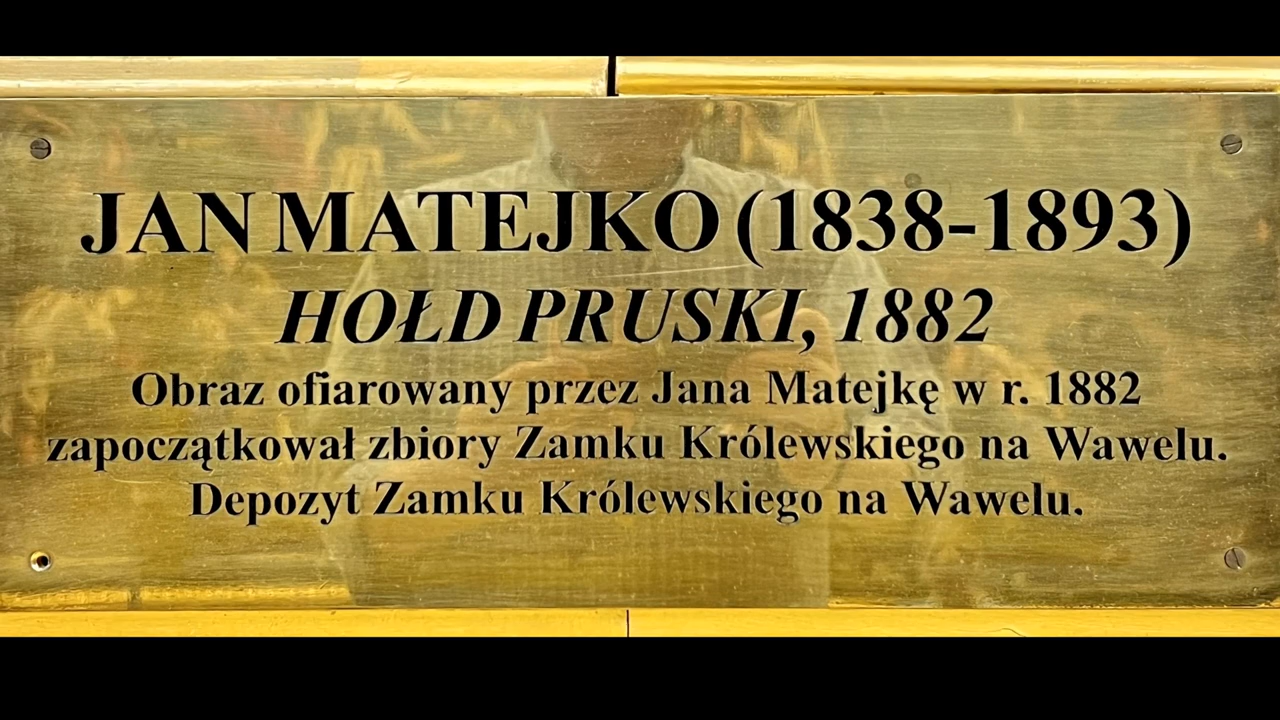 JAN MATEJKO (1838-1893)
HOŁD PRUSKI, 1882
Obraz ofiarowany przez Jana Matejkę w r. 1882
zapoczątkował zbiory Zamku Królewskiego na Wawelu.
Depozyt Zamku Królewskiego na Wawelu.